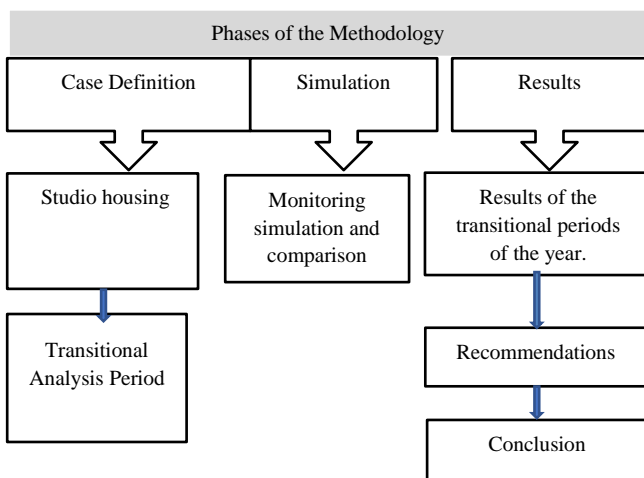 Phases of the Methodology
Case Definition
Simulation
Results
Studio housing
Monitoring
simulation and
comparison
Results of the
transitional periods
of the year.
Transitional
Analysis Period
Recommendations
Conclusion